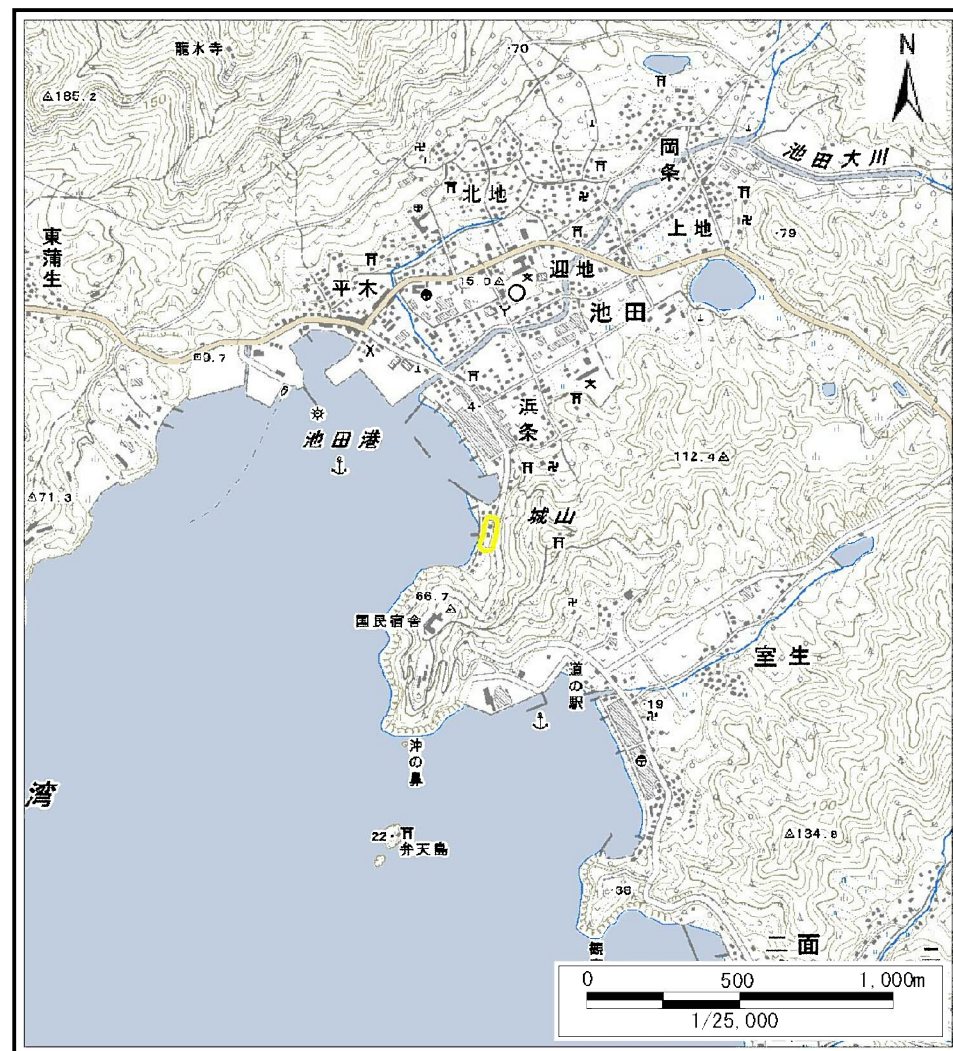 龍水寺
70
185.2
150
N
岡条
池田大川
北地
上地
79
東蒲生
平木
15.0
迎地
池田
9.7
4
浜条
池田港
112.4
71.3
城山
66.7
国民宿舎
室生
道の駅
19
沖の鼻
湾
22
弁天島
100
134.8
38
二面
0 500 1,000m
1/25,000